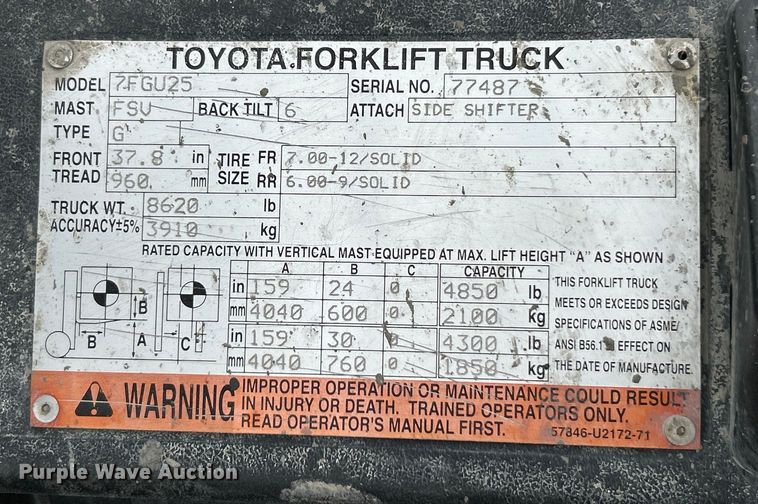 TOYOTA FORKLIFT TRUCK
MODEL 7FGU25 SERIAL NO. 77487
MAST FSV BACK TILT 6 ATTACH SIDE SHIFTER
TYPE G
FRONT TREAD 37.8 in TIRE SIZE FR 7.00-12/SOLID
960 mm RR 6.00-9/SOLID
TRUCK WT. 8620 lb
ACCURACY±5% 3910 kg
RATED CAPACITY WITH VERTICAL MAST EQUIPPED AT MAX. LIFT HEIGHT "A" AS SHOWN
A B C CAPACITY
in 159 24 0 4850 lb
mm 4040 600 0 2100 kg
in 159 30 0 4300 lb
mm 4040 760 0 1850 kg
B
B A C
THIS FORKLIFT TRUCK
MEETS OR EXCEEDS DESIGN
SPECIFICATIONS OF ASME/
ANSI B56.1 IN EFFECT ON
THE DATE OF MANUFACTURE.
WARNING
IMPROPER OPERATION OR MAINTENANCE COULD RESULT
IN INJURY OR DEATH. TRAINED OPERATORS ONLY.
READ OPERATOR'S MANUAL FIRST.
57846-U2172-71
Purple Wave Auction